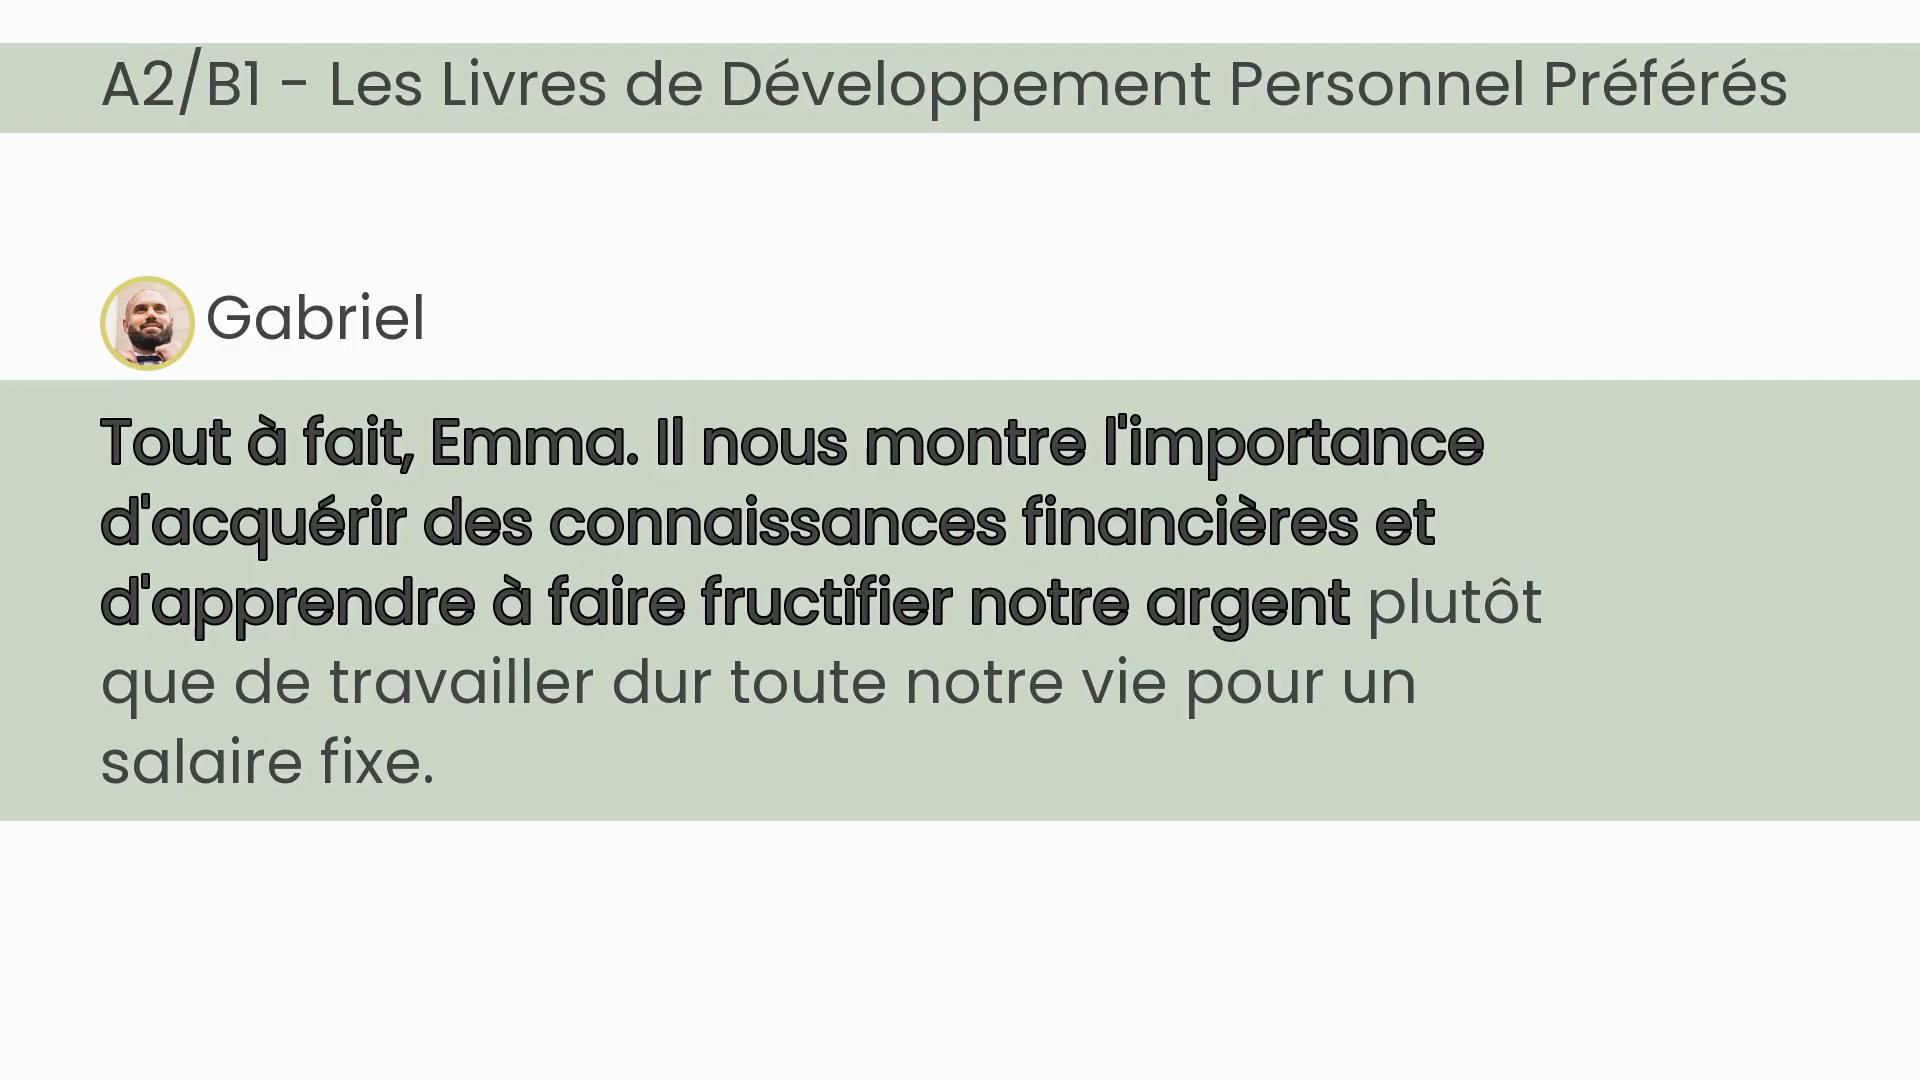 A2/B1 - Les Livres de Développement Personnel Préférés
Gabriel
Tout à fait, Emma. Il nous montre l'importance
d'acquérir des connaissances financières et
d'apprendre à faire fructifier notre argent plutôt
que de travailler dur toute notre vie pour un
salaire fixe.